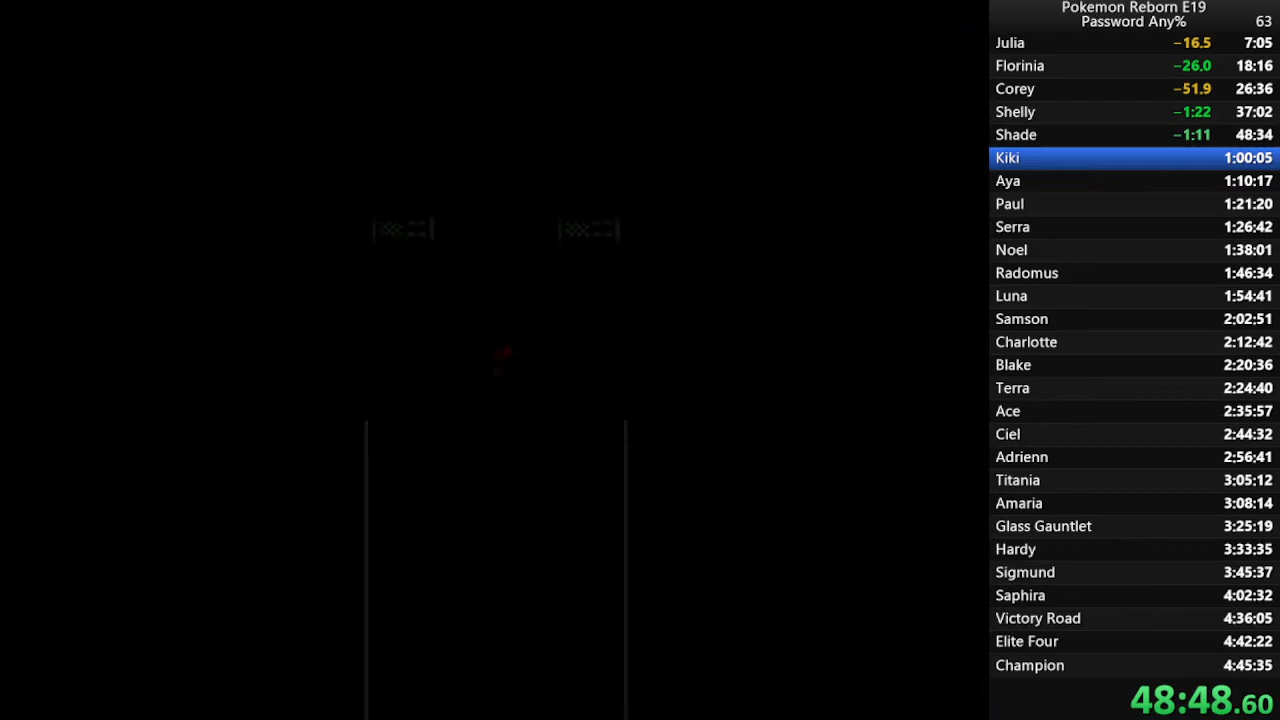 Pokemon Reborn E19
Password Any% 63
Julia −16.5 7:05
Florinia −26.0 18:16
Corey −51.9 26:36
Shelly −1:22 37:02
Shade −1:11 48:34
Kiki 1:00:05
Aya 1:10:17
Paul 1:21:20
Serra 1:26:42
Noel 1:38:01
Radomus 1:46:34
Luna 1:54:41
Samson 2:02:51
Charlotte 2:12:42
Blake 2:20:36
Terra 2:24:40
Ace 2:35:57
Ciel 2:44:32
Adrienn 2:56:41
Titania 3:05:12
Amaria 3:08:14
Glass Gauntlet 3:25:19
Hardy 3:33:35
Sigmund 3:45:37
Saphira 4:02:32
Victory Road 4:36:05
Elite Four 4:42:22
Champion 4:45:35
48:48.60